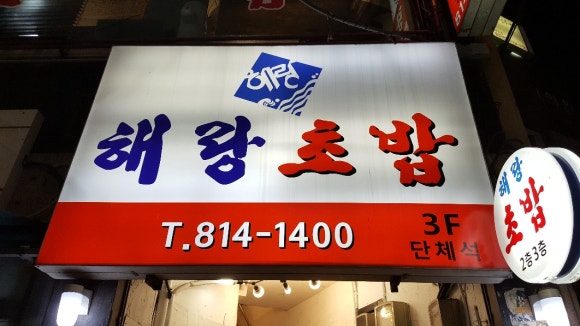 해랑
해랑 초밥
T.814-1400
3F
단체석
해랑
초밥
2층3층